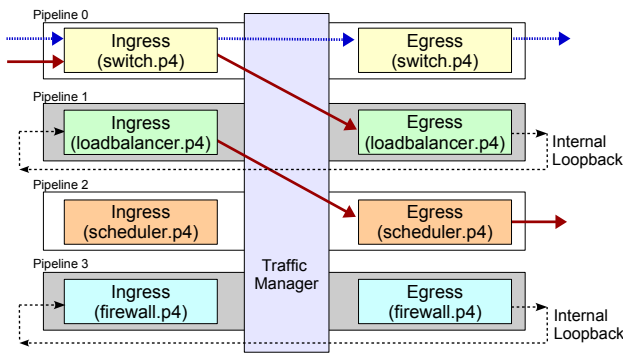 Pipeline 0
Ingress
(switch.p4)
Egress
(switch.p4)
Pipeline 1
Ingress
(loadbalancer.p4)
Egress
(loadbalancer.p4)
Internal
Loopback
Pipeline 2
Ingress
(scheduler.p4)
Egress
(scheduler.p4)
Traffic
Manager
Pipeline 3
Ingress
(firewall.p4)
Egress
(firewall.p4)
Internal
Loopback